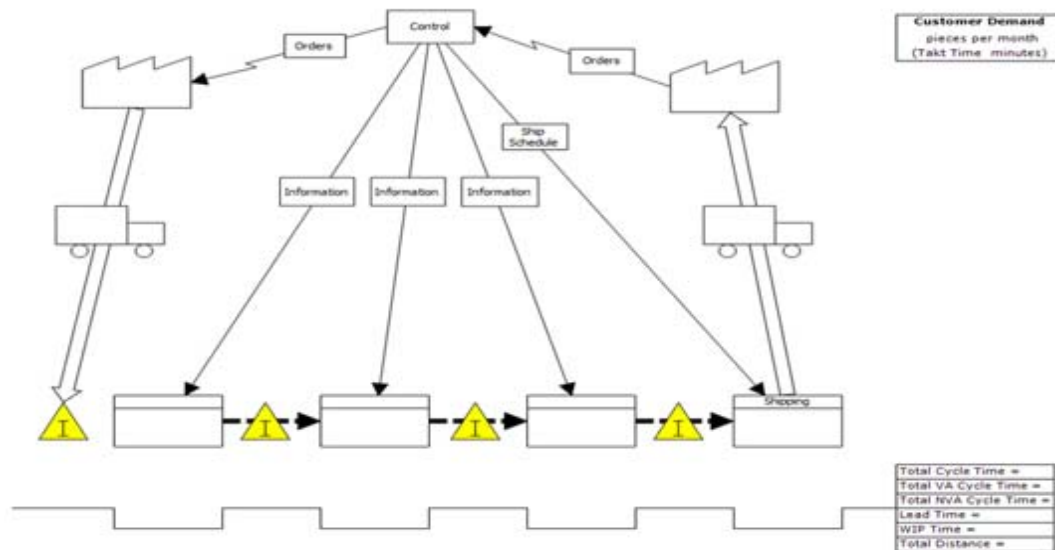 Control
Customer Demand
pieces per month
(Takt Time minutes)
Orders
Orders
Ship
Schedule
Information
Information
Information
I
I
I
I
Shipping
Total Cycle Time =
Total VA Cycle Time =
Total NVA Cycle Time =
Lead Time =
WIP Time =
Total Distance =